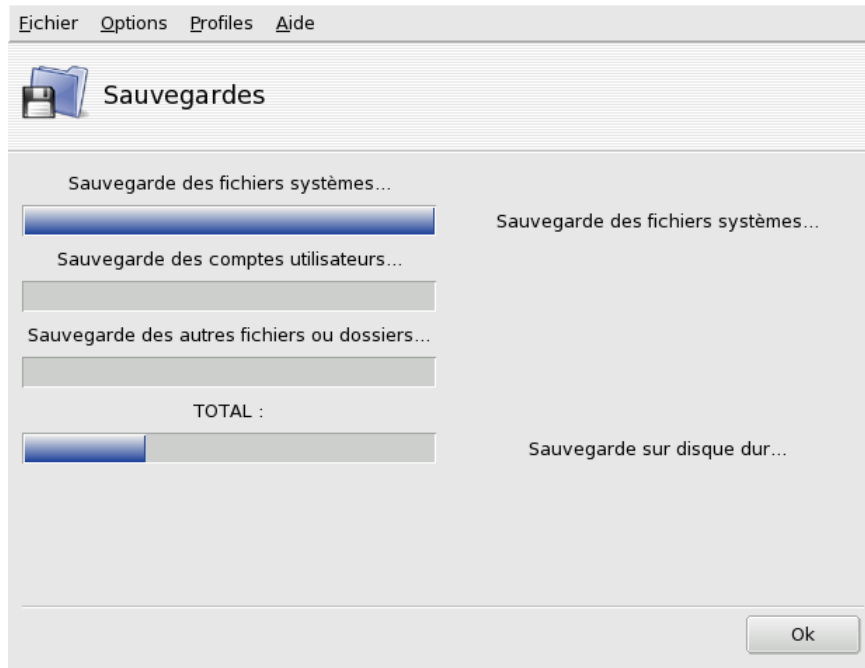 Fichier Options Profiles Aide
Sauvegardes
Sauvegarde des fichiers systèmes...
Sauvegarde des fichiers systèmes...
Sauvegarde des comptes utilisateurs...
Sauvegarde des autres fichiers ou dossiers...
TOTAL :
Sauvegarde sur disque dur...
Ok